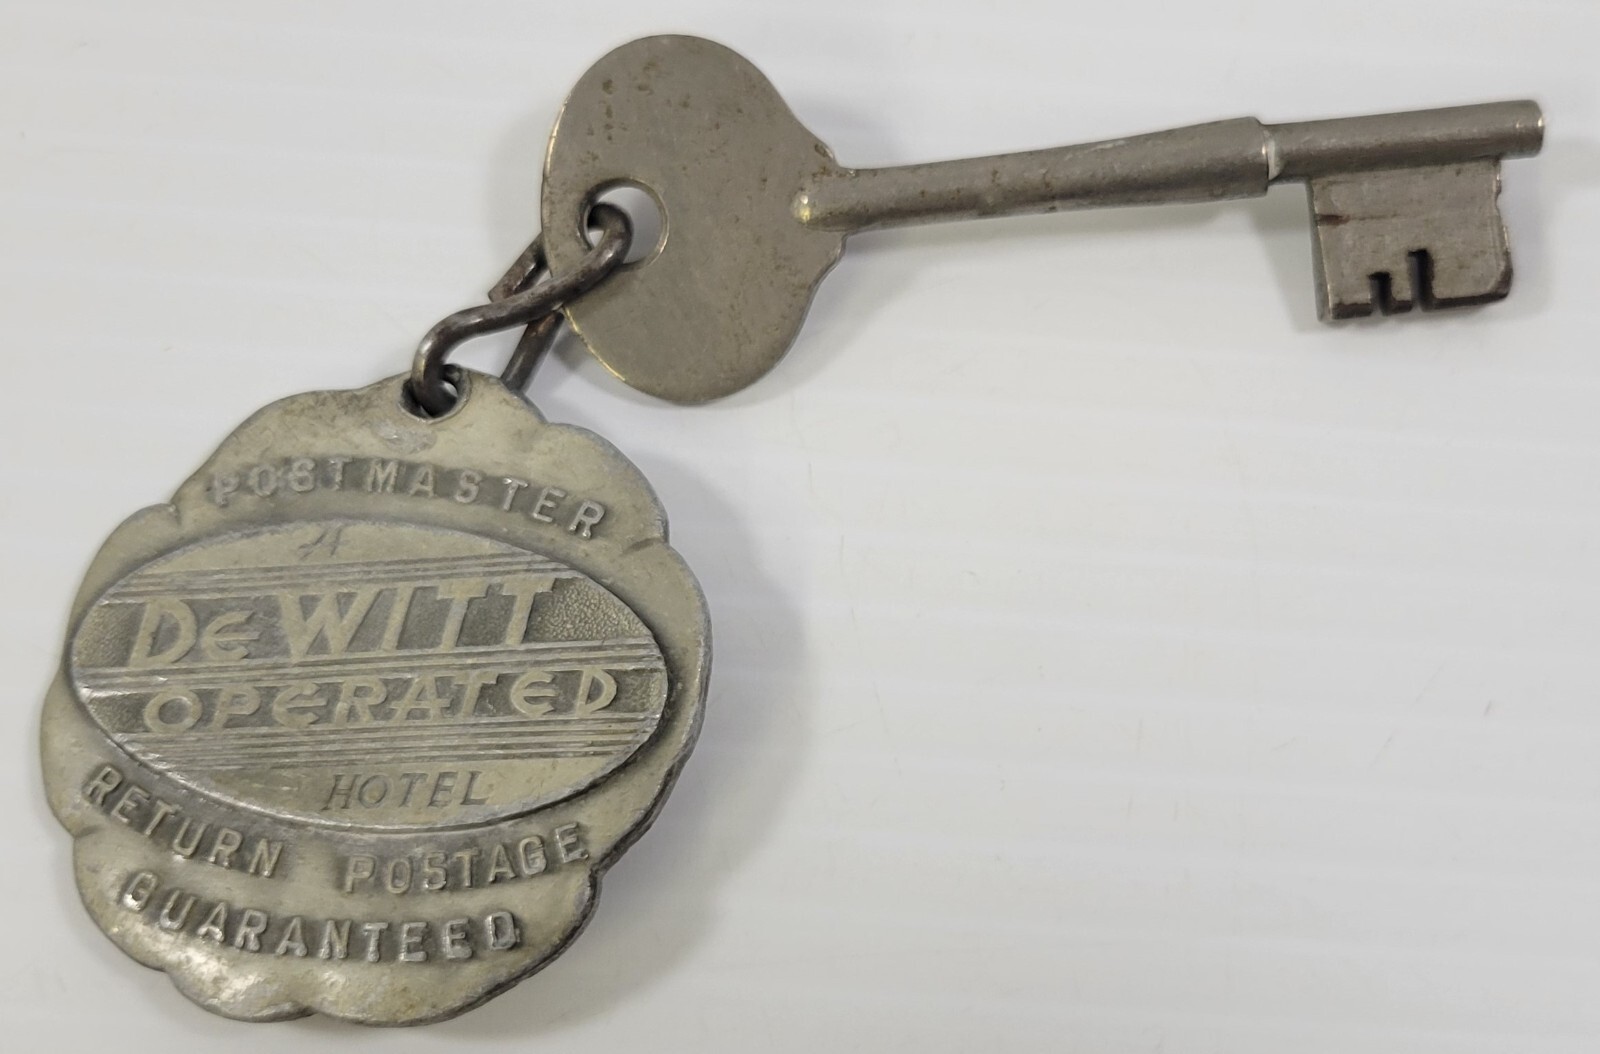 POSTMASTER
A
DeWITT
OPERATED
HOTEL
RETURN POSTAGE
GUARANTEED